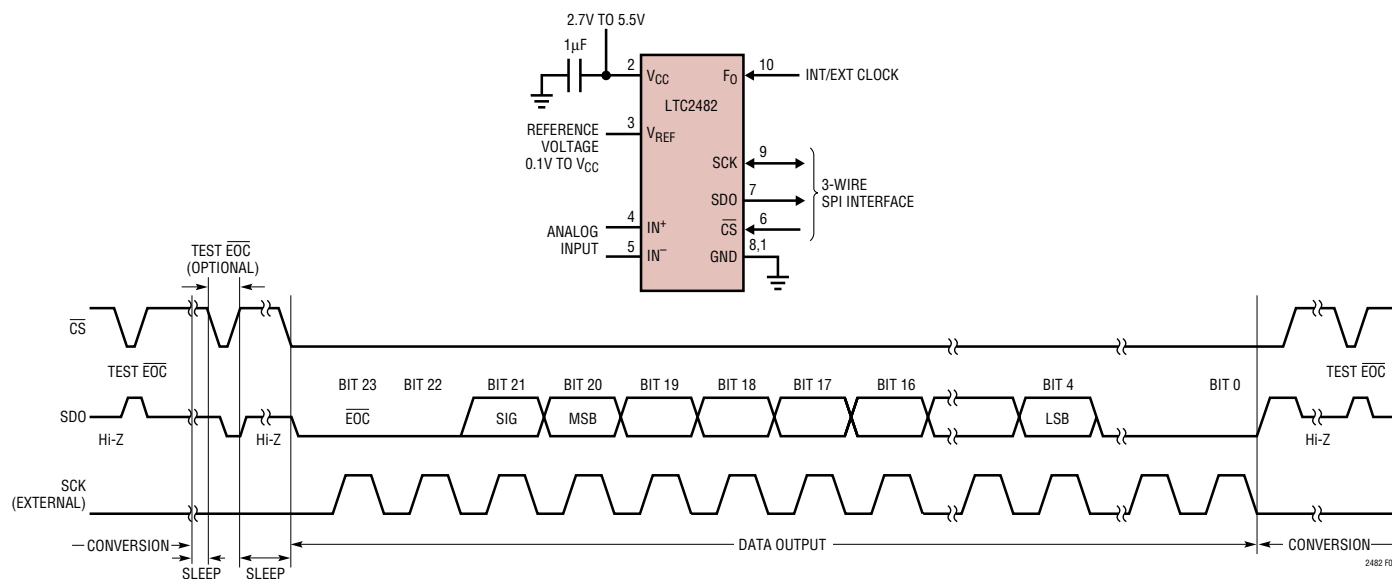 2.7V TO 5.5V
1µF
2
VCC
FO
10
INT/EXT CLOCK
LTC2482
REFERENCE
VOLTAGE
0.1V TO VCC
3
VREF
SCK
9
3-WIRE
SPI INTERFACE
SDO
7
ANALOG
INPUT
4
IN+
CS
6
5
IN–
GND
8,1
TEST EOC
(OPTIONAL)
CS
TEST EOC
TEST EOC
BIT 23
BIT 22
BIT 21
BIT 20
BIT 19
BIT 18
BIT 17
BIT 16
BIT 4
BIT 0
SDO
EOC
SIG
MSB
LSB
Hi-Z
Hi-Z
Hi-Z
SCK
(EXTERNAL)
CONVERSION
DATA OUTPUT
CONVERSION
SLEEP
SLEEP